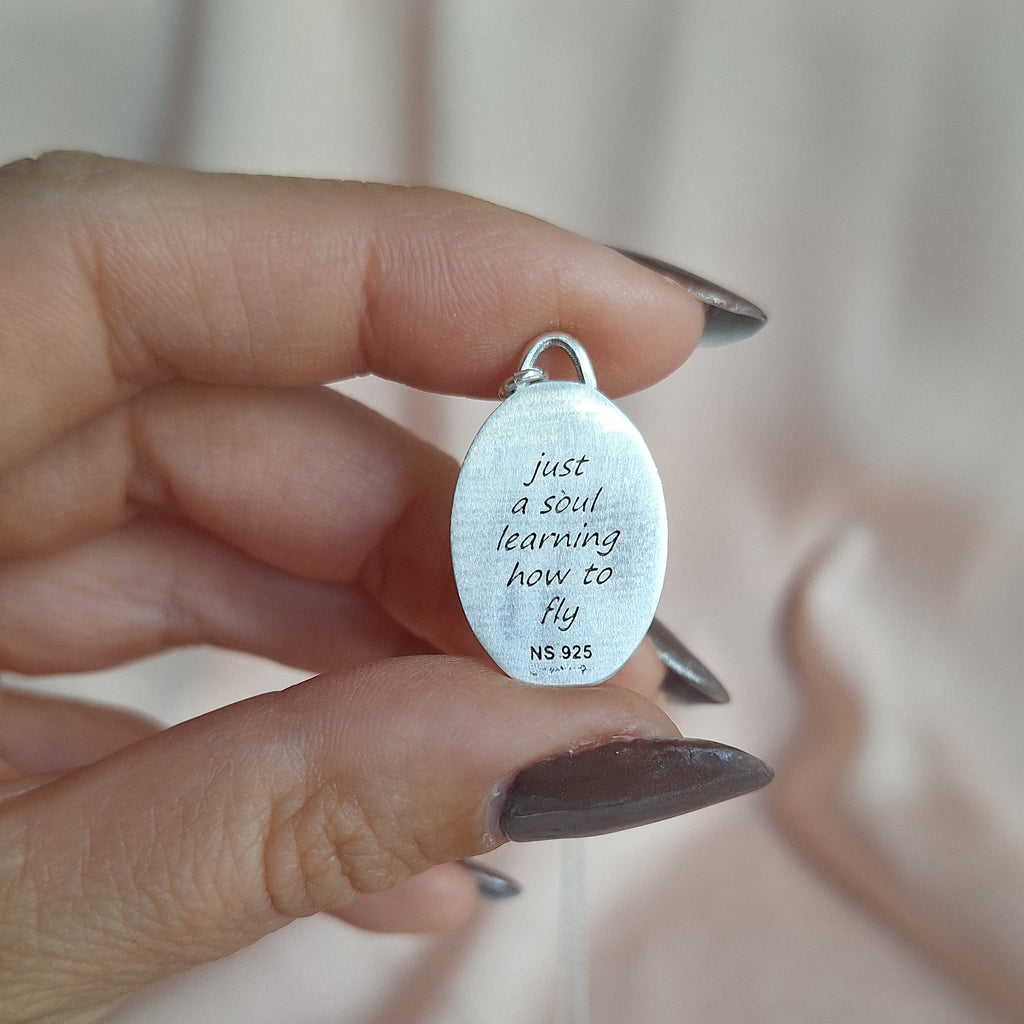 just
a soul
learning
how to
fly
NS 925